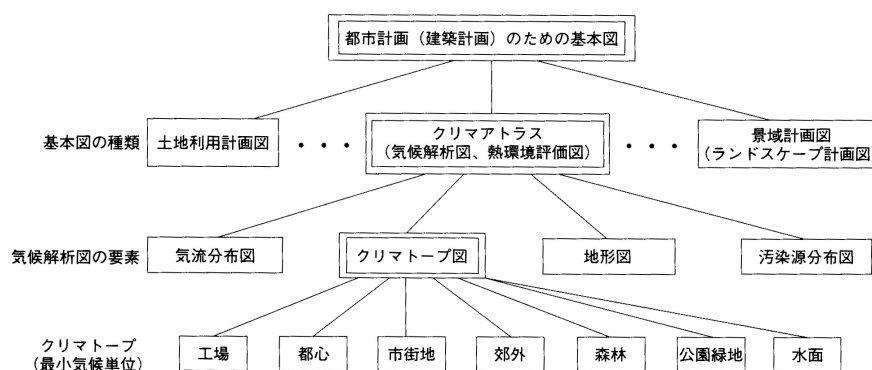 都市計画（建築計画）のための基本図
基本図の種類
土地利用計画図
・・・
クリマアトラス
（気候解析図、熱環境評価図）
・・・
景域計画図
（ランドスケープ計画図）
気候解析図の要素
気流分布図
クリマトープ図
地形図
汚染源分布図
クリマトープ
（最小気候単位）
工場
都心
市街地
郊外
森林
公園緑地
水面